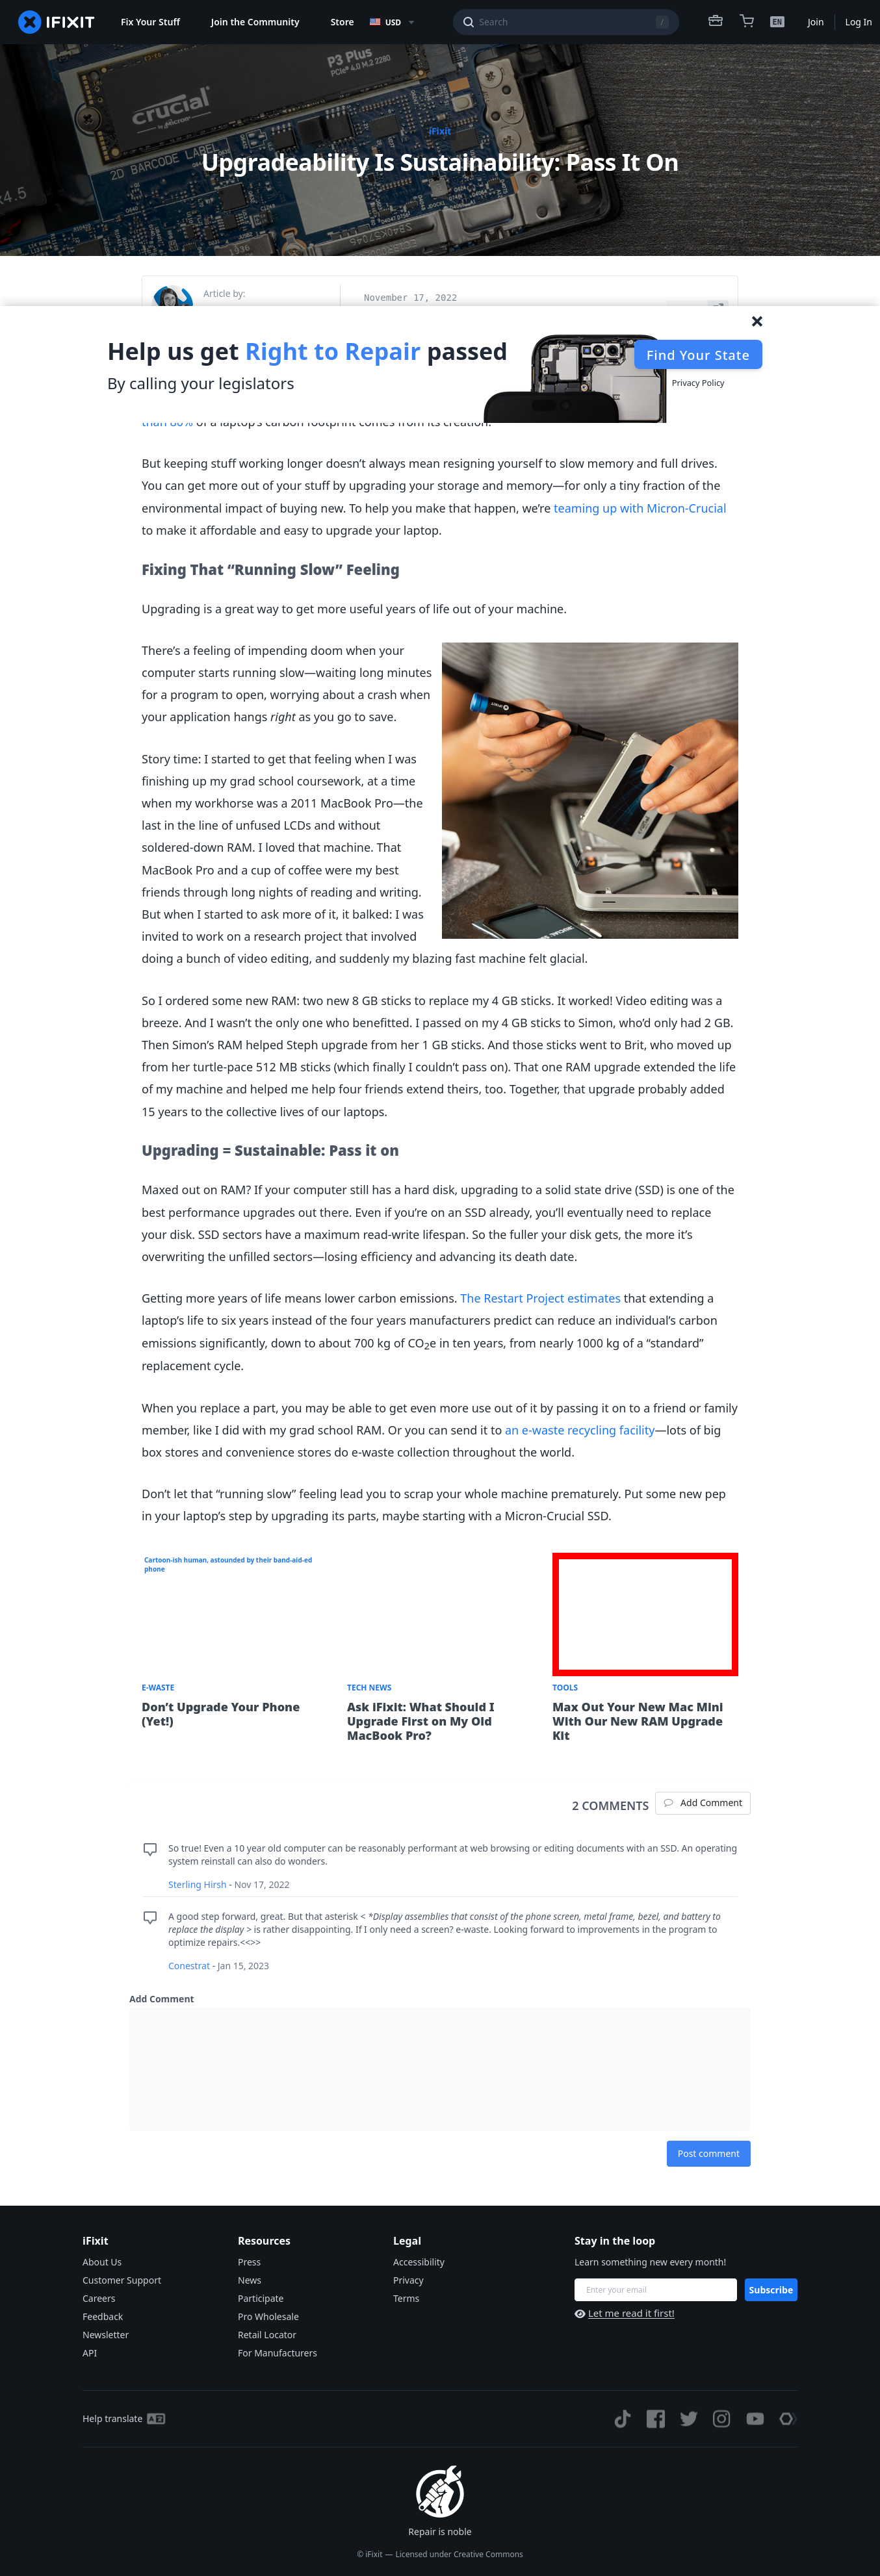 IFIXIT
Fix Your Stuff
Join the Community
Store
USD
Search
/
EN
Join
Log In
P3 Plus
PCIe 4.0 M.2 2280
crucial
2D BARCODE LABEL
x4.5
iFixit
Upgradeability Is Sustainability: Pass It On
Article by:
November 17, 2022
Help us get Right to Repair passed
By calling your legislators
Find Your State
Privacy Policy
than 80% of a laptop's carbon footprint comes from its creation.
But keeping stuff working longer doesn’t always mean resigning yourself to slow memory and full drives.
You can get more out of your stuff by upgrading your storage and memory—for only a tiny fraction of the
environmental impact of buying new. To help you make that happen, we’re teaming up with Micron-Crucial
to make it affordable and easy to upgrade your laptop.
Fixing That “Running Slow” Feeling
Upgrading is a great way to get more useful years of life out of your machine.
There’s a feeling of impending doom when your
computer starts running slow—waiting long minutes
for a program to open, worrying about a crash when
your application hangs right as you go to save.
Story time: I started to get that feeling when I was
finishing up my grad school coursework, at a time
when my workhorse was a 2011 MacBook Pro—the
last in the line of unfused LCDs and without
soldered-down RAM. I loved that machine. That
MacBook Pro and a cup of coffee were my best
friends through long nights of reading and writing.
But when I started to ask more of it, it balked: I was
invited to work on a research project that involved
doing a bunch of video editing, and suddenly my blazing fast machine felt glacial.
So I ordered some new RAM: two new 8 GB sticks to replace my 4 GB sticks. It worked! Video editing was a
breeze. And I wasn’t the only one who benefitted. I passed on my 4 GB sticks to Simon, who’d only had 2 GB.
Then Simon’s RAM helped Steph upgrade from her 1 GB sticks. And those sticks went to Brit, who moved up
from her turtle-pace 512 MB sticks (which finally I couldn’t pass on). That one RAM upgrade extended the life
of my machine and helped me help four friends extend theirs, too. Together, that upgrade probably added
15 years to the collective lives of our laptops.
Upgrading = Sustainable: Pass it on
Maxed out on RAM? If your computer still has a hard disk, upgrading to a solid state drive (SSD) is one of the
best performance upgrades out there. Even if you’re on an SSD already, you’ll eventually need to replace
your disk. SSD sectors have a maximum read-write lifespan. So the fuller your disk gets, the more it’s
overwriting the unfilled sectors—losing efficiency and advancing its death date.
Getting more years of life means lower carbon emissions. The Restart Project estimates that extending a
laptop’s life to six years instead of the four years manufacturers predict can reduce an individual’s carbon
emissions significantly, down to about 700 kg of CO2e in ten years, from nearly 1000 kg of a “standard”
replacement cycle.
When you replace a part, you may be able to get even more use out of it by passing it on to a friend or family
member, like I did with my grad school RAM. Or you can send it to an e-waste recycling facility—lots of big
box stores and convenience stores do e-waste collection throughout the world.
Don’t let that “running slow” feeling lead you to scrap your whole machine prematurely. Put some new pep
in your laptop’s step by upgrading its parts, maybe starting with a Micron-Crucial SSD.
Cartoon-ish human, astounded by their band-aid-ed
phone
E-WASTE
Don’t Upgrade Your Phone
(Yet!)
TECH NEWS
Ask iFixit: What Should I
Upgrade First on My Old
MacBook Pro?
TOOLS
Max Out Your New Mac Mini
With Our New RAM Upgrade
Kit
2 COMMENTS
Add Comment
So true! Even a 10 year old computer can be reasonably performant at web browsing or editing documents with an SSD. An operating
system reinstall can also do wonders.
Sterling Hirsh - Nov 17, 2022
A good step forward, great. But that asterisk < *Display assemblies that consist of the phone screen, metal frame, bezel, and battery to
replace the display > is rather disappointing. If I only need a screen? e-waste. Looking forward to improvements in the program to
optimize repairs.<<>>
Conestrat - Jan 15, 2023
Add Comment
Post comment
iFixit
About Us
Customer Support
Careers
Feedback
Newsletter
API
Resources
Press
News
Participate
Pro Wholesale
Retail Locator
For Manufacturers
Legal
Accessibility
Privacy
Terms
Stay in the loop
Learn something new every month!
Enter your email
Subscribe
Let me read it first!
Help translate
Repair is noble
© iFixit — Licensed under Creative Commons